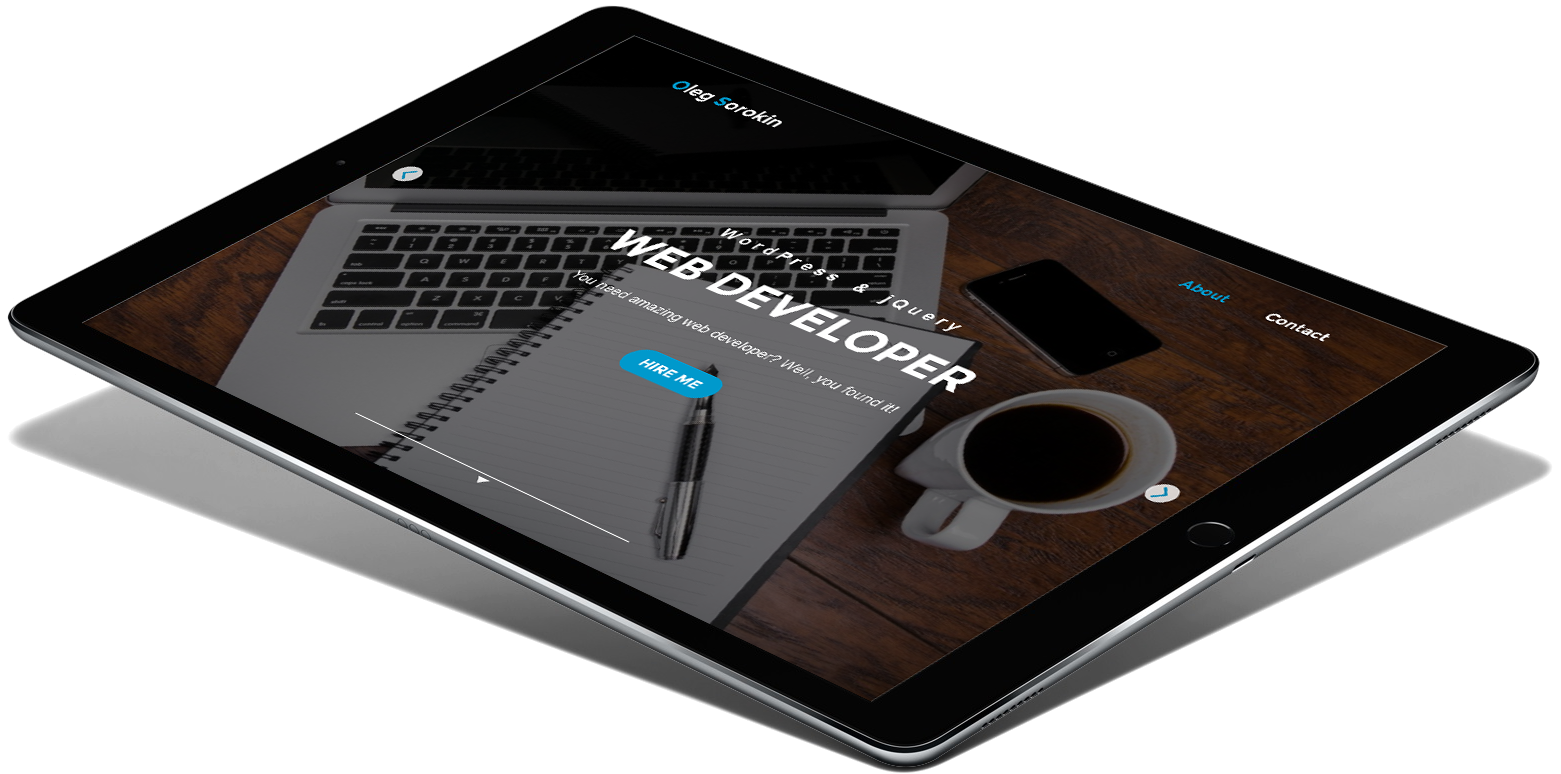 Oleg Sorokin
About
Contact
WordPress & jQuery
WEB DEVELOPER
You need amazing web developer? Well, you found it!
HIRE ME